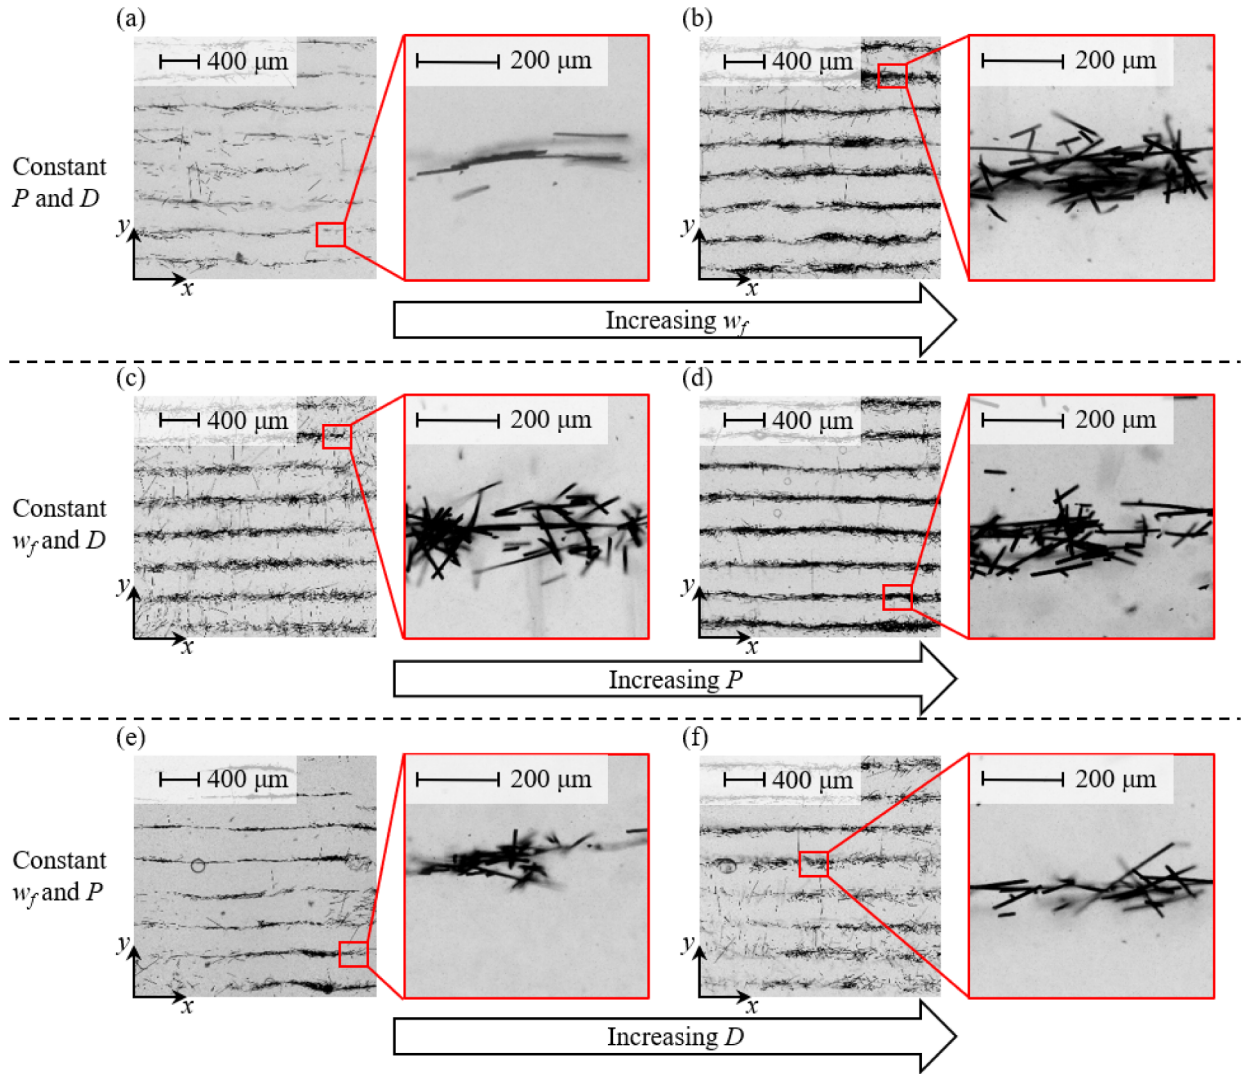 (a)
(b)
400 μm
200 μm
400 μm
200 μm
Constant
P and D
y
x
y
x
Increasing w_f
(c)
(d)
400 μm
200 μm
400 μm
200 μm
Constant
w_f and D
y
x
y
x
Increasing P
(e)
(f)
400 μm
200 μm
400 μm
200 μm
Constant
w_f and P
y
x
y
x
Increasing D